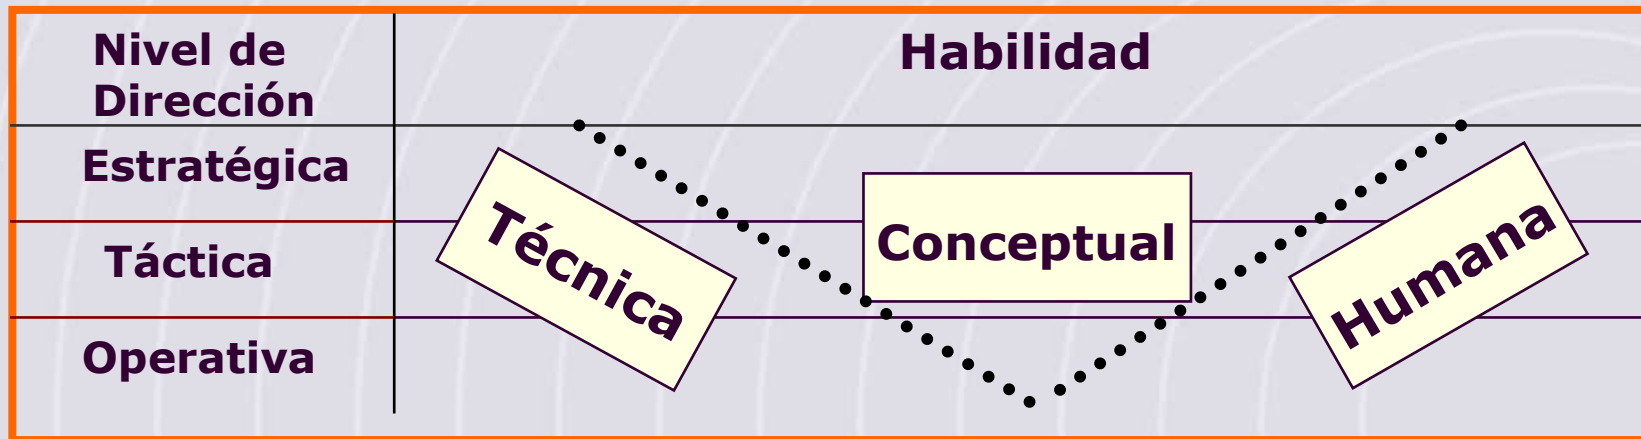 Nivel de
Dirección
Habilidad
Estratégica
Táctica
Operativa
Técnica
Conceptual
Humana